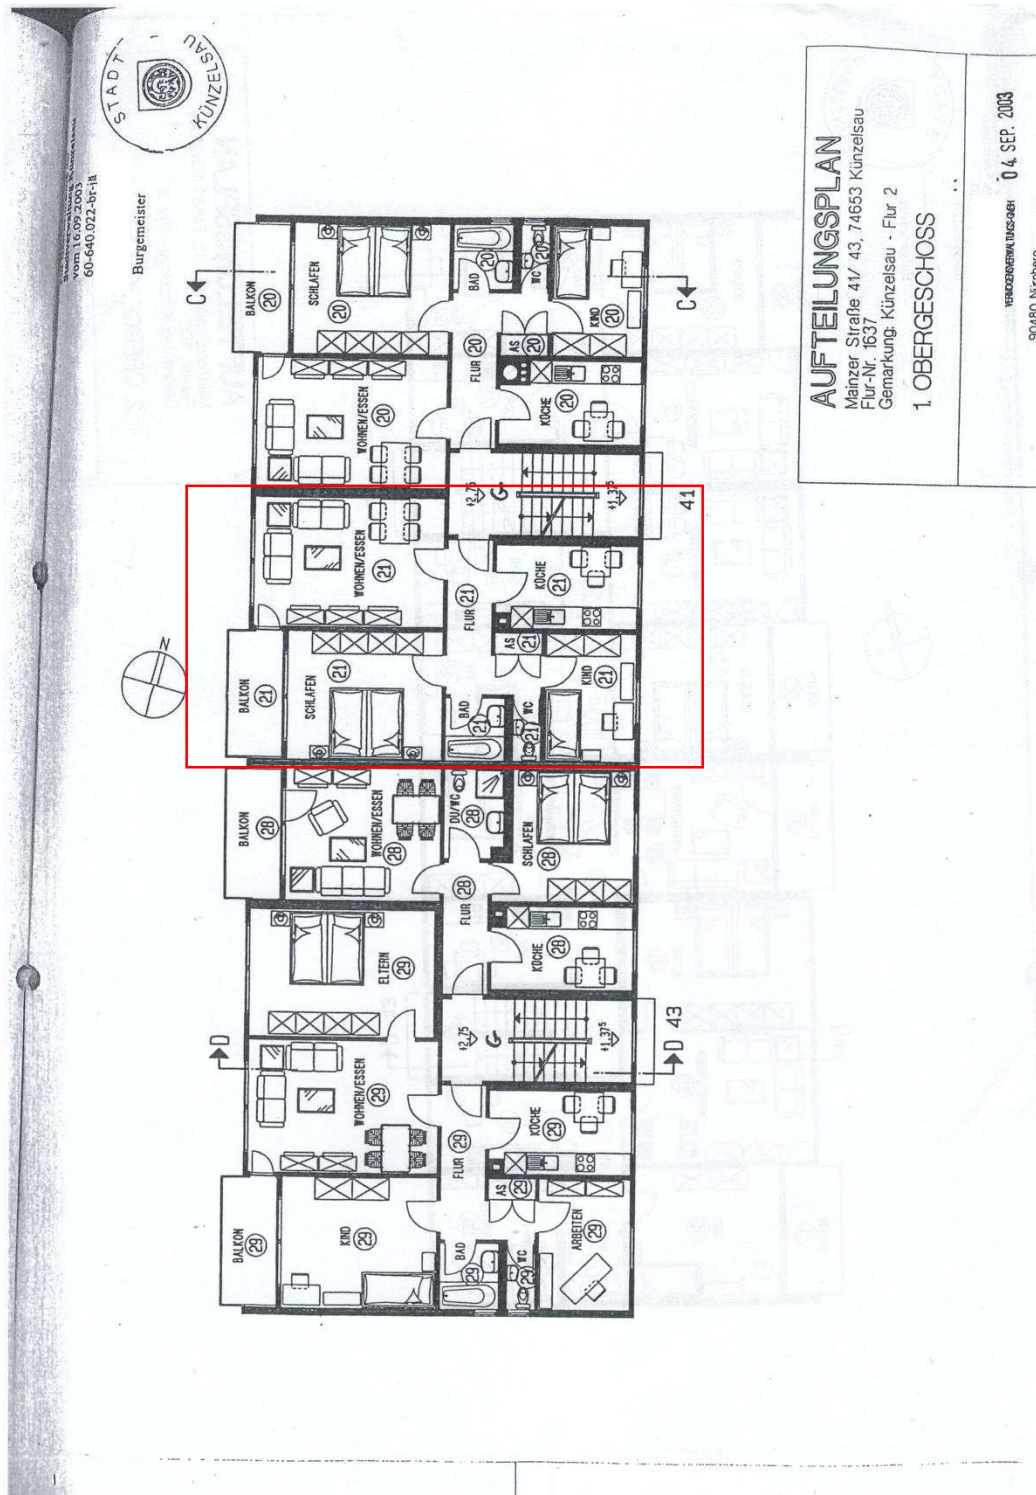 STADT KÜNZELSAU
vom 16.09.2003
60-640.022-br-ja
Burgemeister
N
AUFTEILUNGSPLAN
Mainzer Straße 41/ 43, 74653 Künzelsau
Flur-Nr. 1637
Gemarkung: Künzelsau - Flur 2
1. OBERGESCHOSS
04. SEP. 2003
90480 Nürnberg
BALKON 29
KIND 29
BAD 29
WC 29
AS 29
ARBEITEN 29
WOHNEN/ESSEN 29
FLUR 29
KÜCHE 29
ELTERN 29
D
D
43
+2.75
G
+1.375
BALKON 28
WOHNEN/ESSEN 28
DU/WC 28
FLUR 28
SCHLAFEN 28
KÜCHE 28
BALKON 21
SCHLAFEN 21
BAD 21
WC 21
AS 21
KIND 21
WOHNEN/ESSEN 21
FLUR 21
KÜCHE 21
+2.75
G
+1.375
41
WOHNEN/ESSEN 20
FLUR 20
KÜCHE 20
BALKON 20
SCHLAFEN 20
BAD 20
WC 20
AS 20
KIND 20
C
C